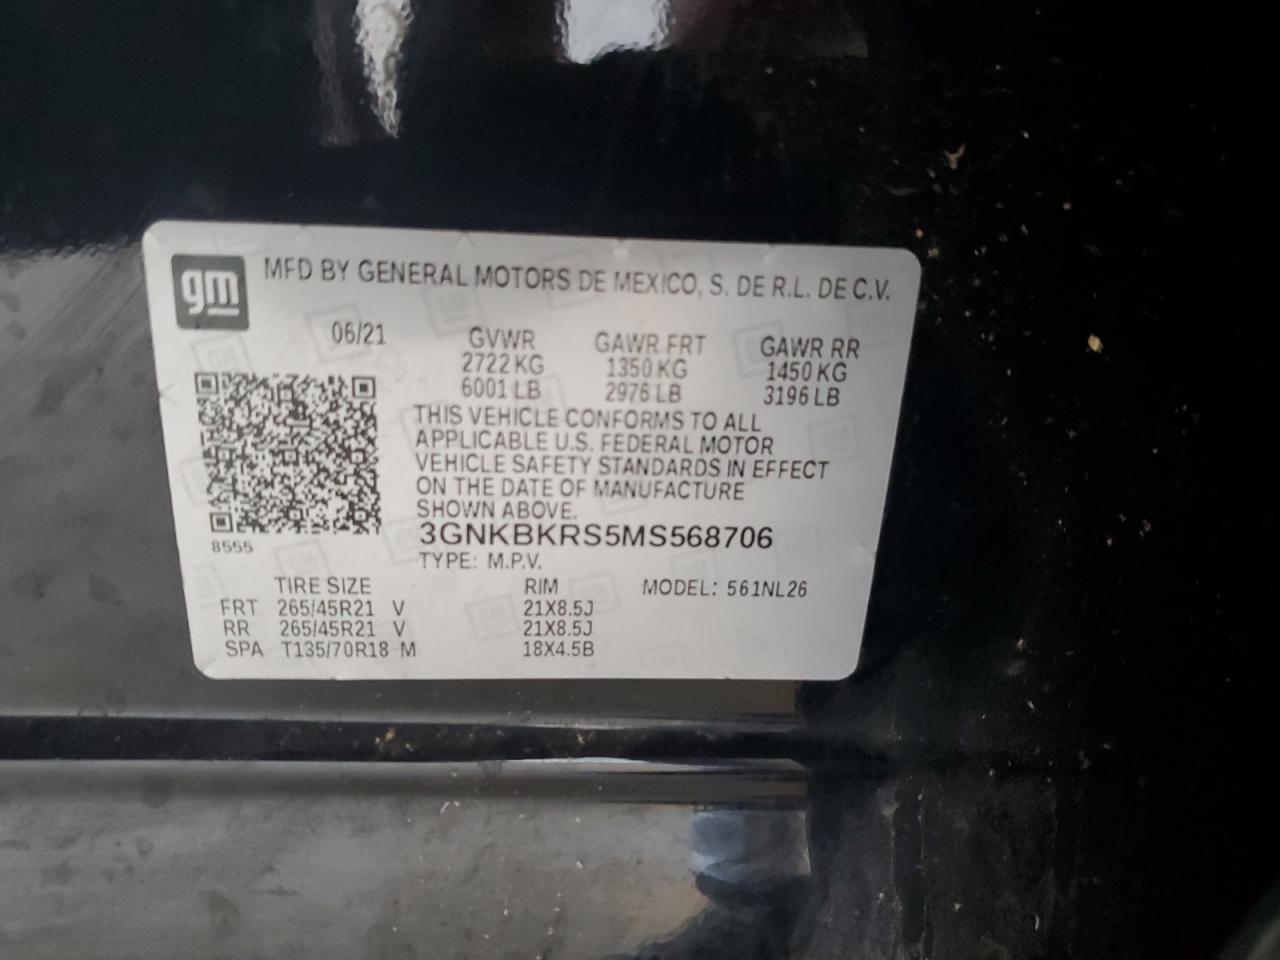 gm
MFD BY GENERAL MOTORS DE MEXICO, S. DE R.L. DE C.V.
06/21
GVWR GAWR FRT GAWR RR
2722 KG 1350 KG 1450 KG
6001 LB 2976 LB 3196 LB
THIS VEHICLE CONFORMS TO ALL
APPLICABLE U.S. FEDERAL MOTOR
VEHICLE SAFETY STANDARDS IN EFFECT
ON THE DATE OF MANUFACTURE
SHOWN ABOVE.
3GNKBKRS5MS568706
8555
TYPE: M.P.V.
TIRE SIZE RIM MODEL: 561NL26
FRT 265/45R21 V 21X8.5J
RR 265/45R21 V 21X8.5J
SPA T135/70R18 M 18X4.5B